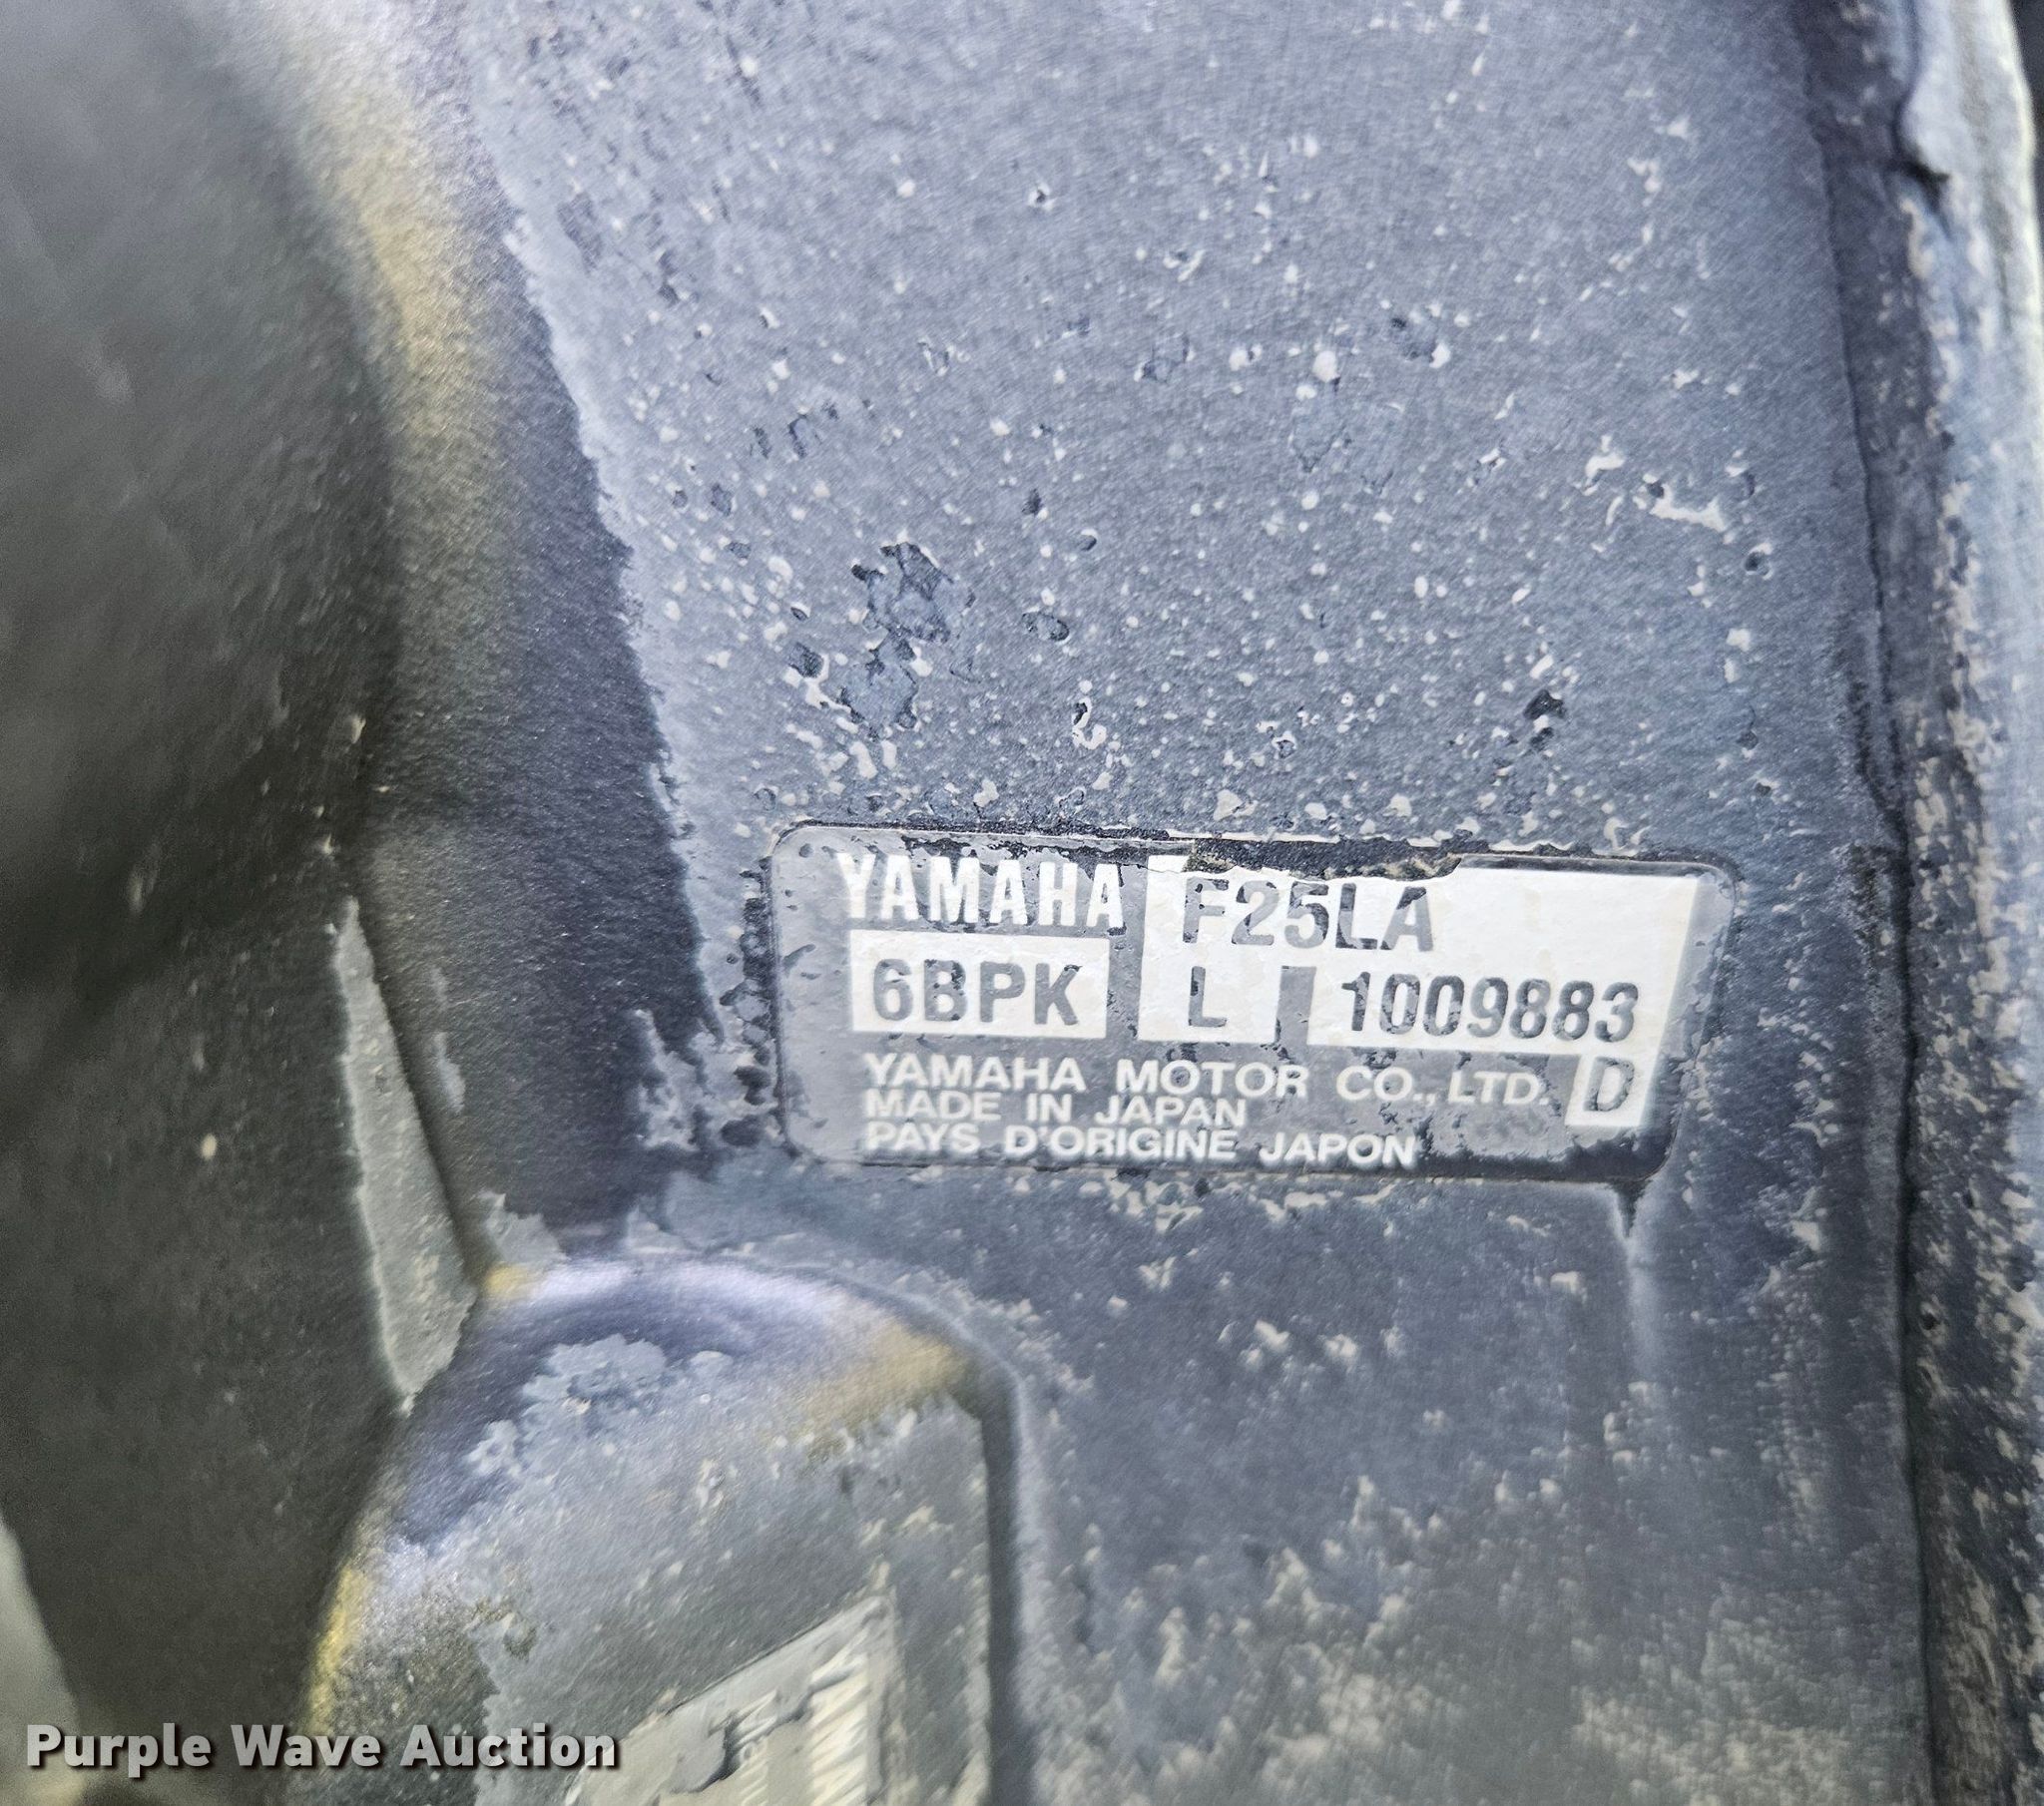 YAMAHA F25LA
6BPK L 1009883
YAMAHA MOTOR CO., LTD. D
MADE IN JAPAN
PAYS D'ORIGINE JAPON
Purple Wave Auction